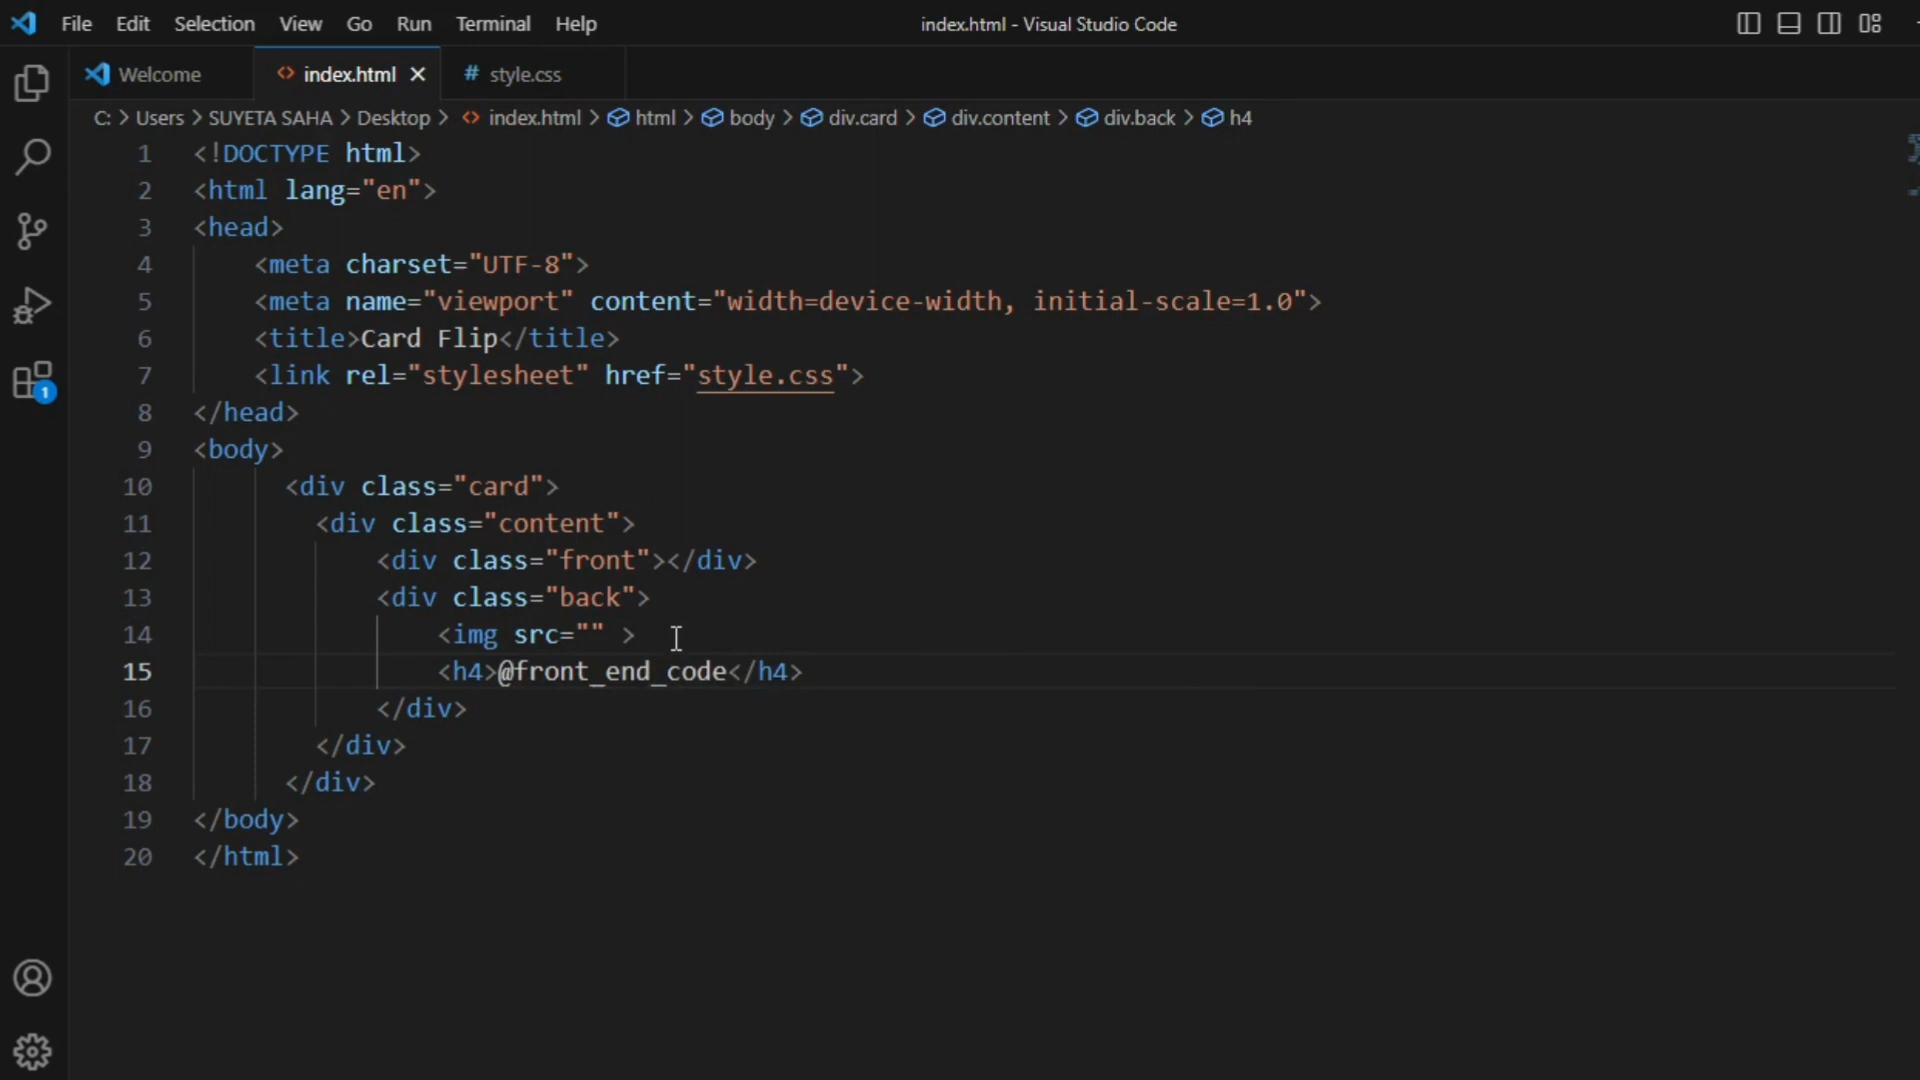 File Edit Selection View Go Run Terminal Help index.html - Visual Studio Code
Welcome index.html style.css
C: > Users > SUYETA SAHA > Desktop > index.html > html > body > div.card > div.content > div.back > h4
1 <!DOCTYPE html>
2 <html lang="en">
3 <head>
4 <meta charset="UTF-8">
5 <meta name="viewport" content="width=device-width, initial-scale=1.0">
6 <title>Card Flip</title>
7 <link rel="stylesheet" href="style.css">
8 </head>
9 <body>
10 <div class="card">
11 <div class="content">
12 <div class="front"></div>
13 <div class="back">
14 <img src="" >
15 <h4>@front_end_code</h4>
16 </div>
17 </div>
18 </div>
19 </body>
20 </html>
1